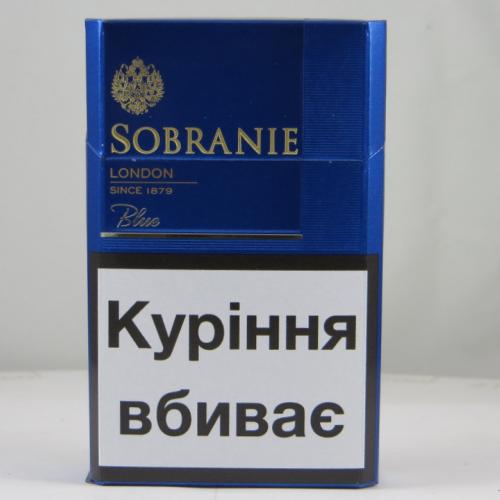 SOBRANIE
LONDON
SINCE 1879
Blue
Куріння
вбиває